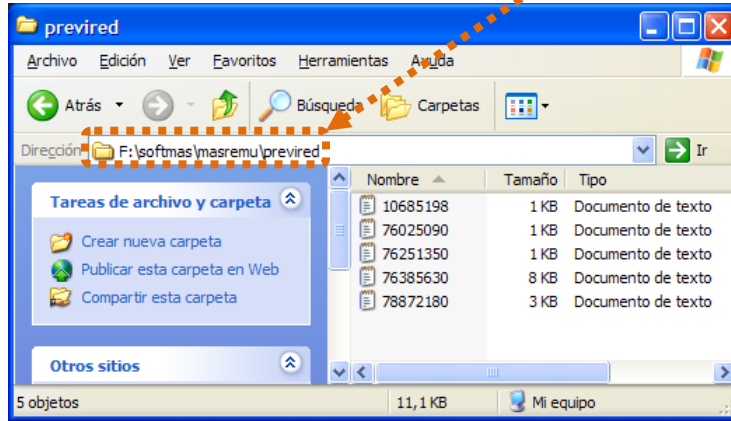 previred
Archivo Edición Ver Favoritos Herramientas Ayuda
Atrás Búsqueda Carpetas
Dirección F:\softmas\masremu\previred Ir
Nombre Tamaño Tipo
Tareas de archivo y carpeta
Crear nueva carpeta
Publicar esta carpeta en Web
Compartir esta carpeta
Otros sitios
10685198 1 KB Documento de texto
76025090 1 KB Documento de texto
76251350 1 KB Documento de texto
76385630 8 KB Documento de texto
78872180 3 KB Documento de texto
5 objetos 11,1 KB Mi equipo